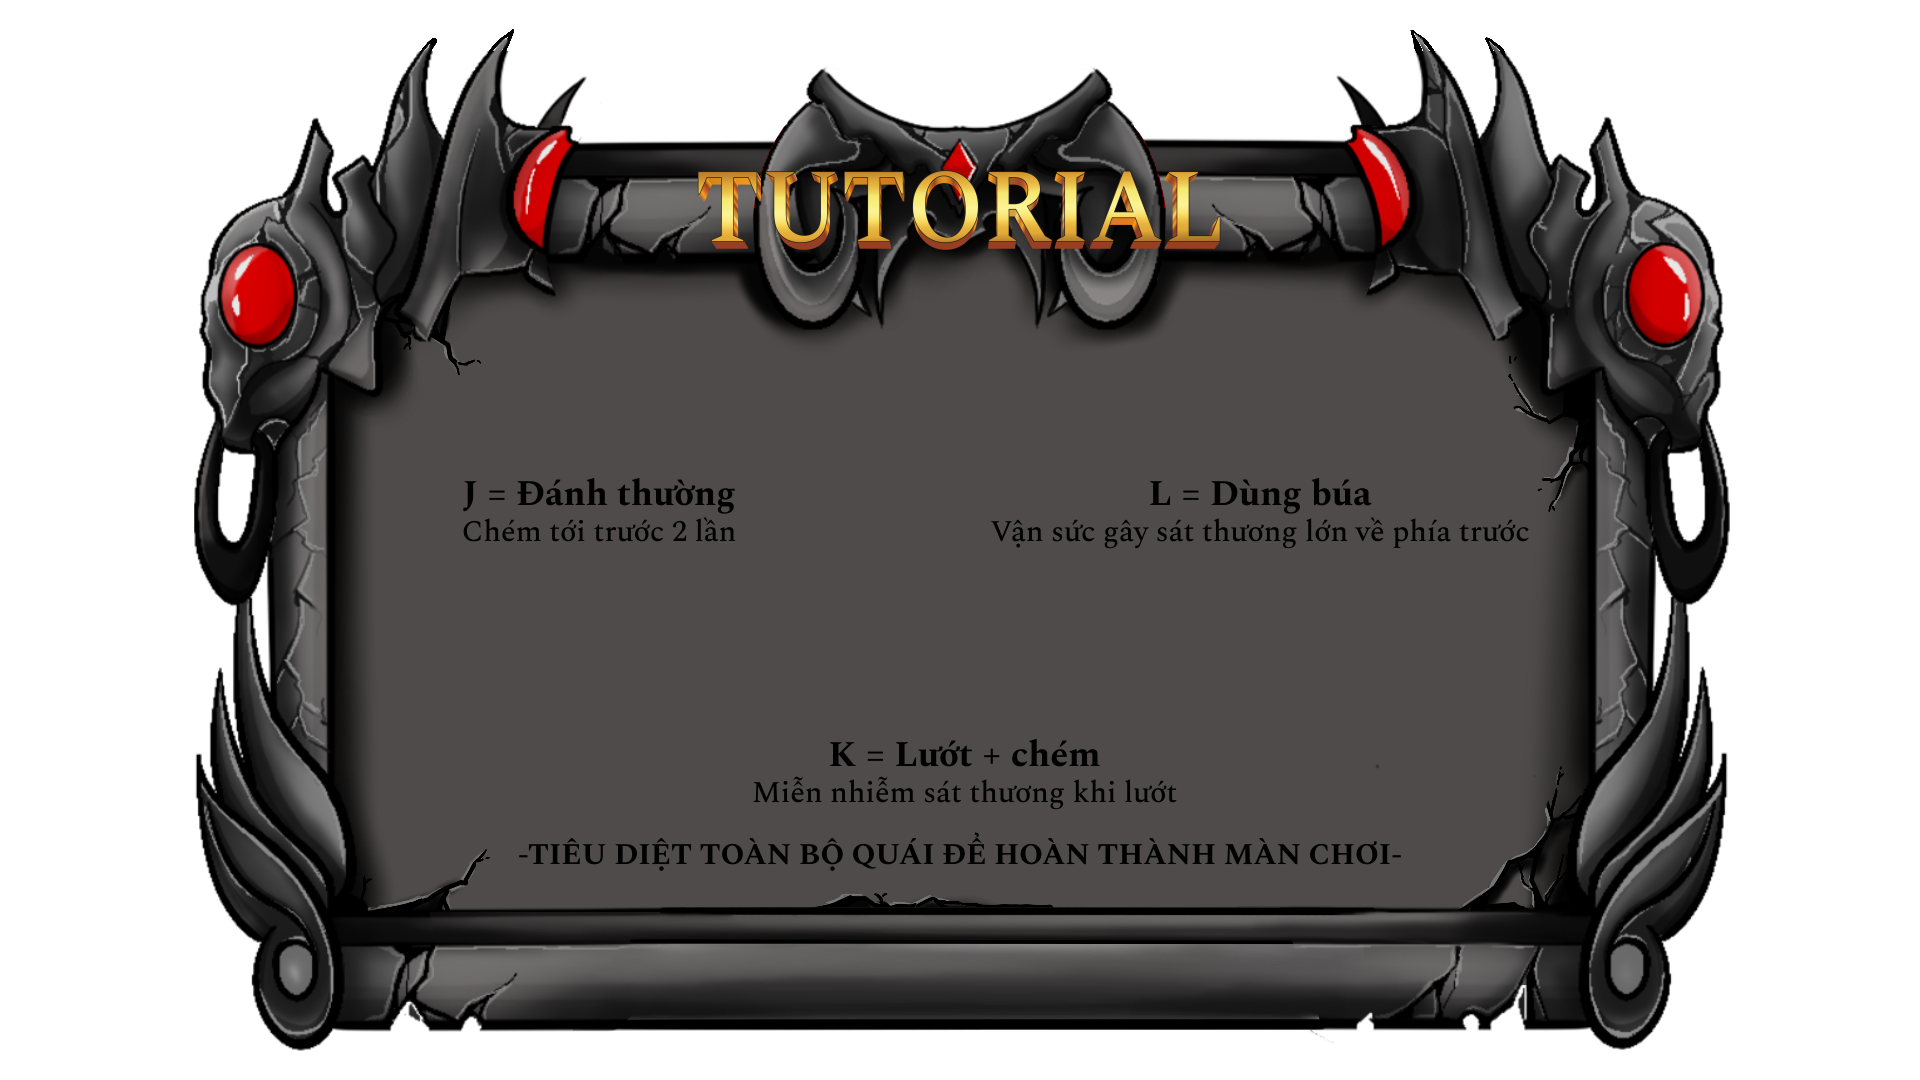 TUTORIAL
J = Đánh thường
Chém tới trước 2 lần
L = Dùng búa
Vận sức gây sát thương lớn về phía trước
K = Lướt + chém
Miễn nhiễm sát thương khi lướt
-TIÊU DIỆT TOÀN BỘ QUÁI ĐỂ HOÀN THÀNH MÀN CHƠI-